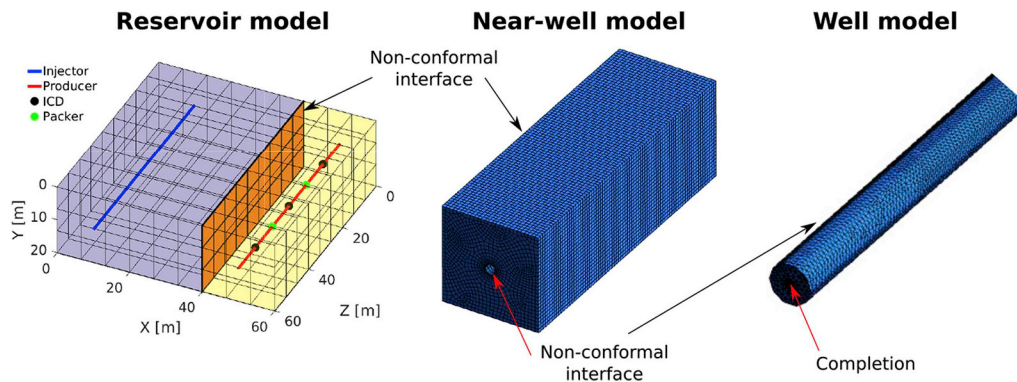 Reservoir model
Near-well model
Well model
Non-conformal
interface
Injector
Producer
ICD
Packer
0
10
20
Y [m]
0
20
40
60
X [m]
0
20
40
60
Z [m]
Non-conformal
interface
Completion